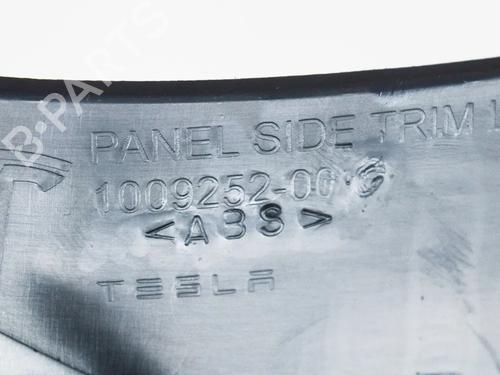 B-PARTS
PANEL SIDE TRIM L
1009252-00
<ABS>
TESLA